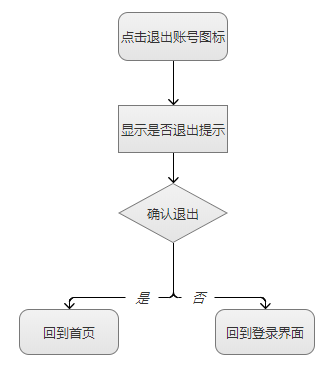 点击退出账号图标
显示是否退出提示
确认退出
是
否
回到首页
回到登录界面